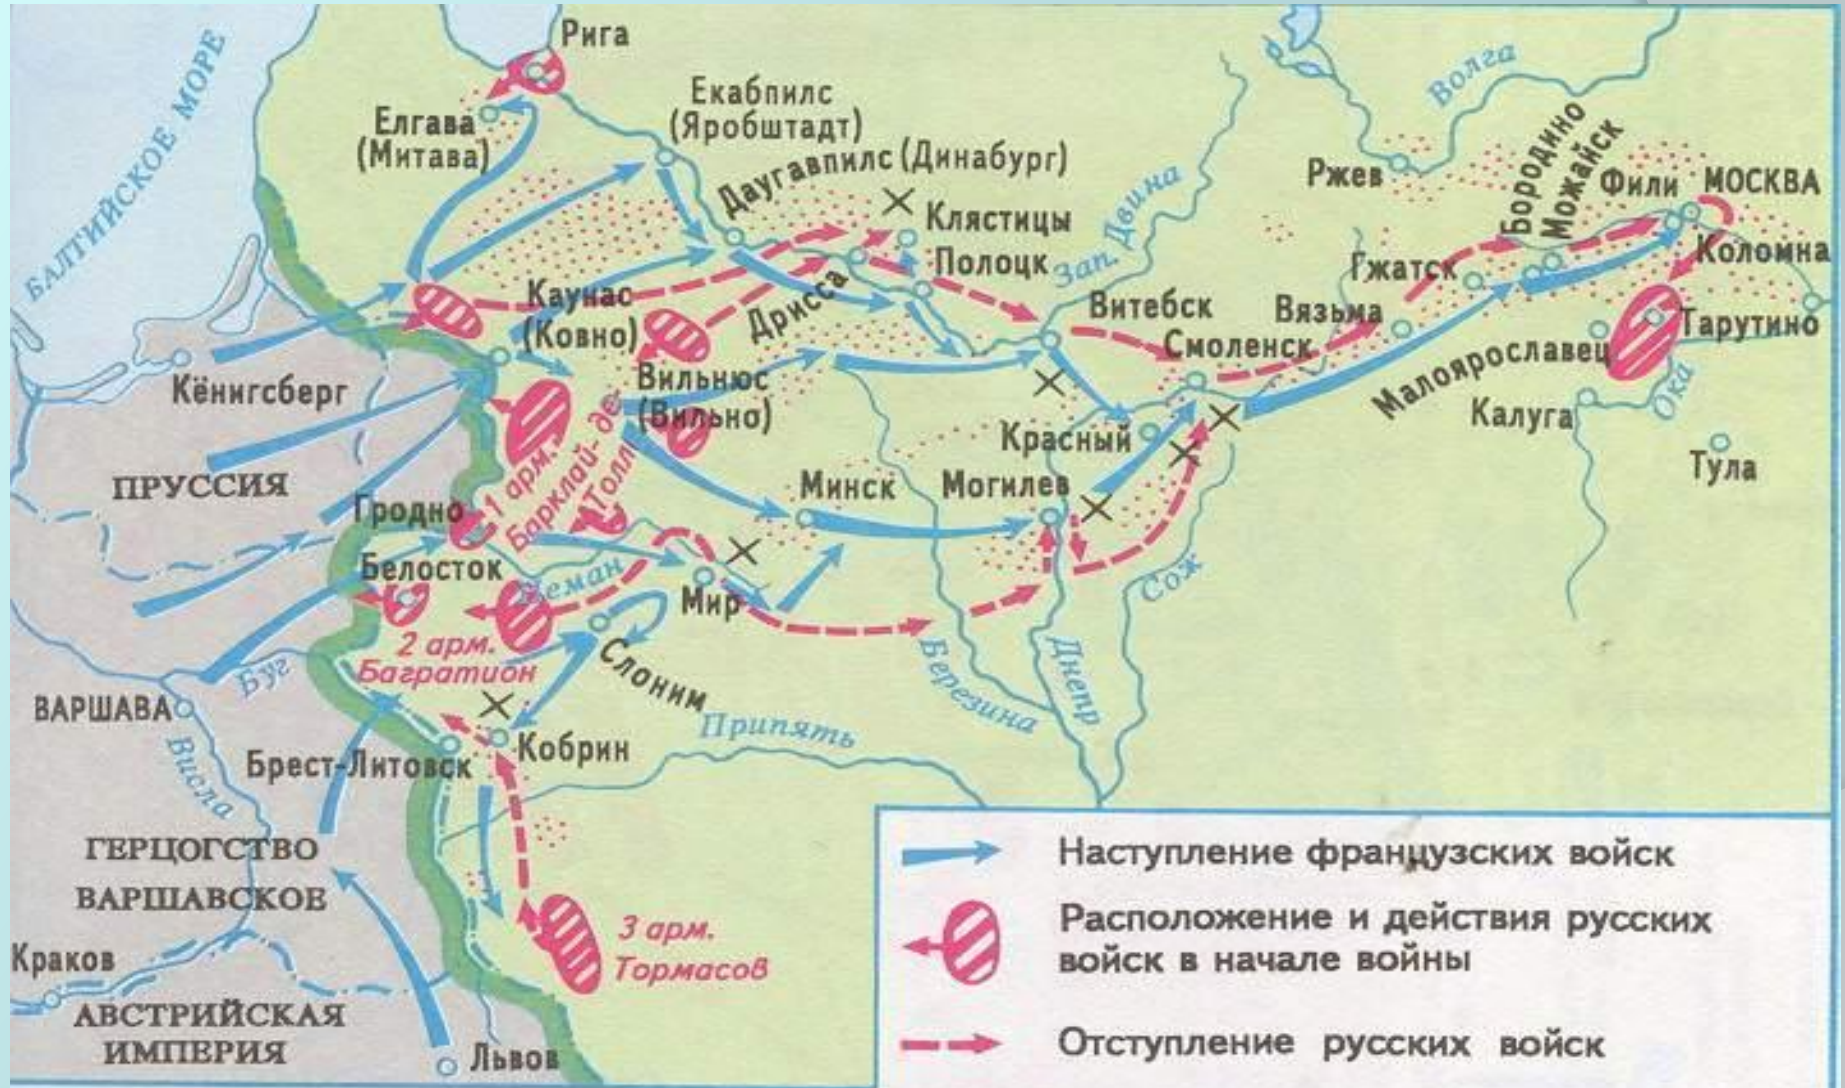 Рига
БАЛТИЙСКОЕ МОРЕ
Елгава
(Митава)
Екабпилс
(Яробштадт)
Даугавпилс (Динабург)
Клястицы
Полоцк
Дрисса
Зап. Двина
Волга
Ржев
Бородино
Можайск
Фили
МОСКВА
Коломна
Гжатск
Вязьма
Витебск
Смоленск
Тарутино
Малоярославец
Калуга
Ока
Тула
Каунас
(Ковно)
Кёнигсберг
Вильнюс
(Вильно)
Красный
ПРУССИЯ
Гродно
1 арм.
Барклай-де-
Толли
Минск
Могилев
Белосток
Неман
Мир
Сож
2 арм.
Багратион
Слоним
Березина
Днепр
Буг
ВАРШАВА
Висла
Припять
Кобрин
Брест-Литовск
ГЕРЦОГСТВО
ВАРШАВСКОЕ
3 арм.
Тормасов
Краков
АВСТРИЙСКАЯ
ИМПЕРИЯ
Львов
Наступление французских войск
Расположение и действия русских
войск в начале войны
Отступление русских войск